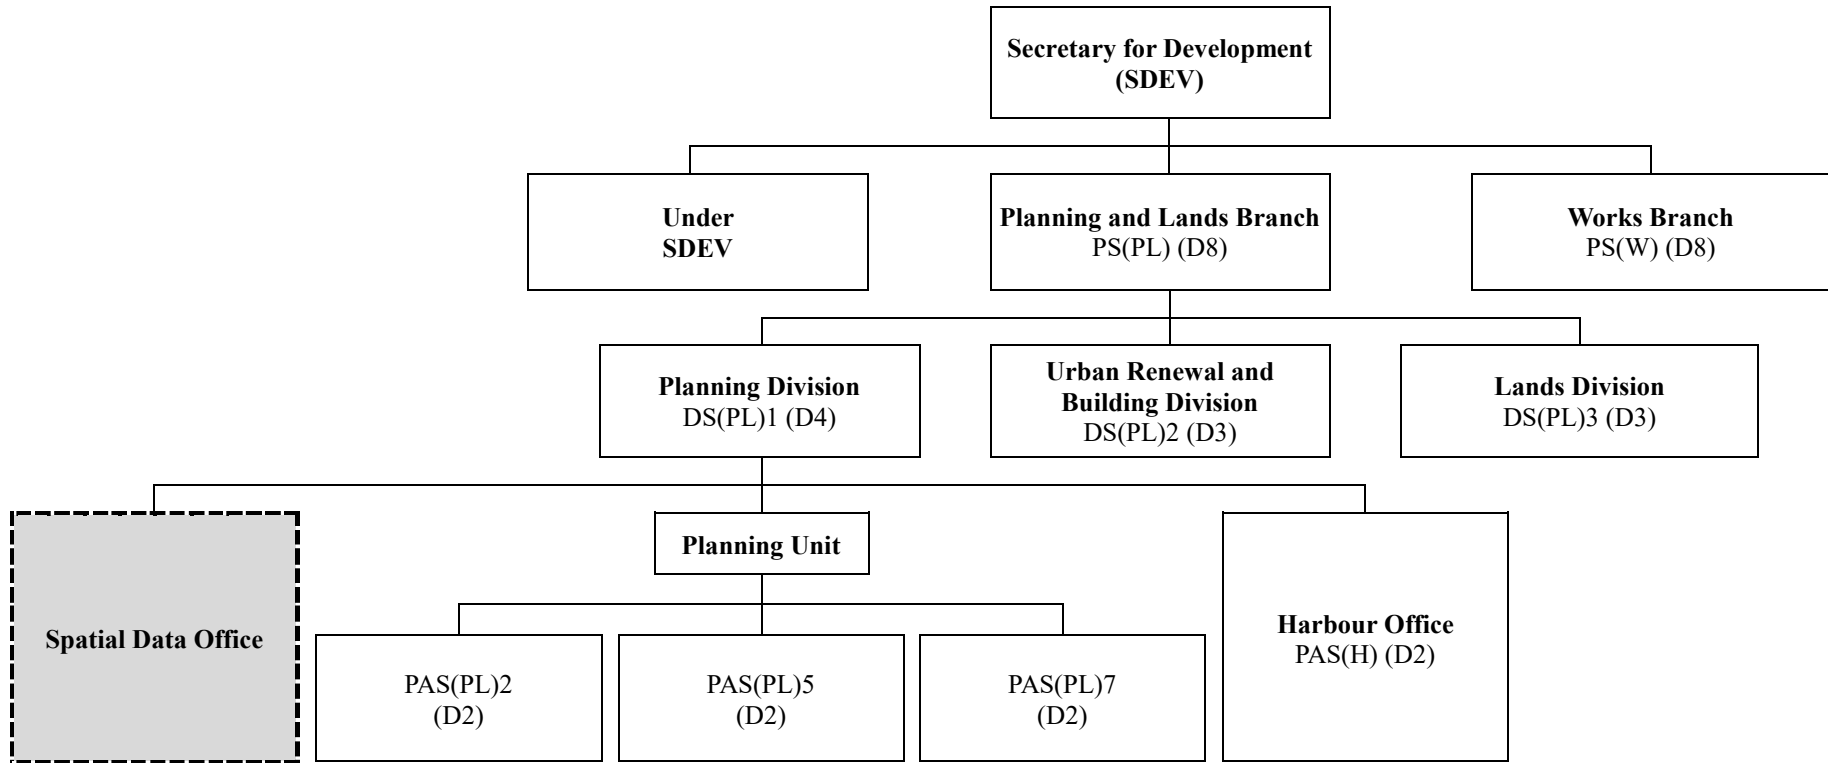 Secretary for Development
(SDEV)
Under
SDEV
Planning and Lands Branch
PS(PL) (D8)
Works Branch
PS(W) (D8)
Planning Division
DS(PL)1 (D4)
Urban Renewal and
Building Division
DS(PL)2 (D3)
Lands Division
DS(PL)3 (D3)
Spatial Data Office
Planning Unit
PAS(PL)2
(D2)
PAS(PL)5
(D2)
PAS(PL)7
(D2)
Harbour Office
PAS(H) (D2)